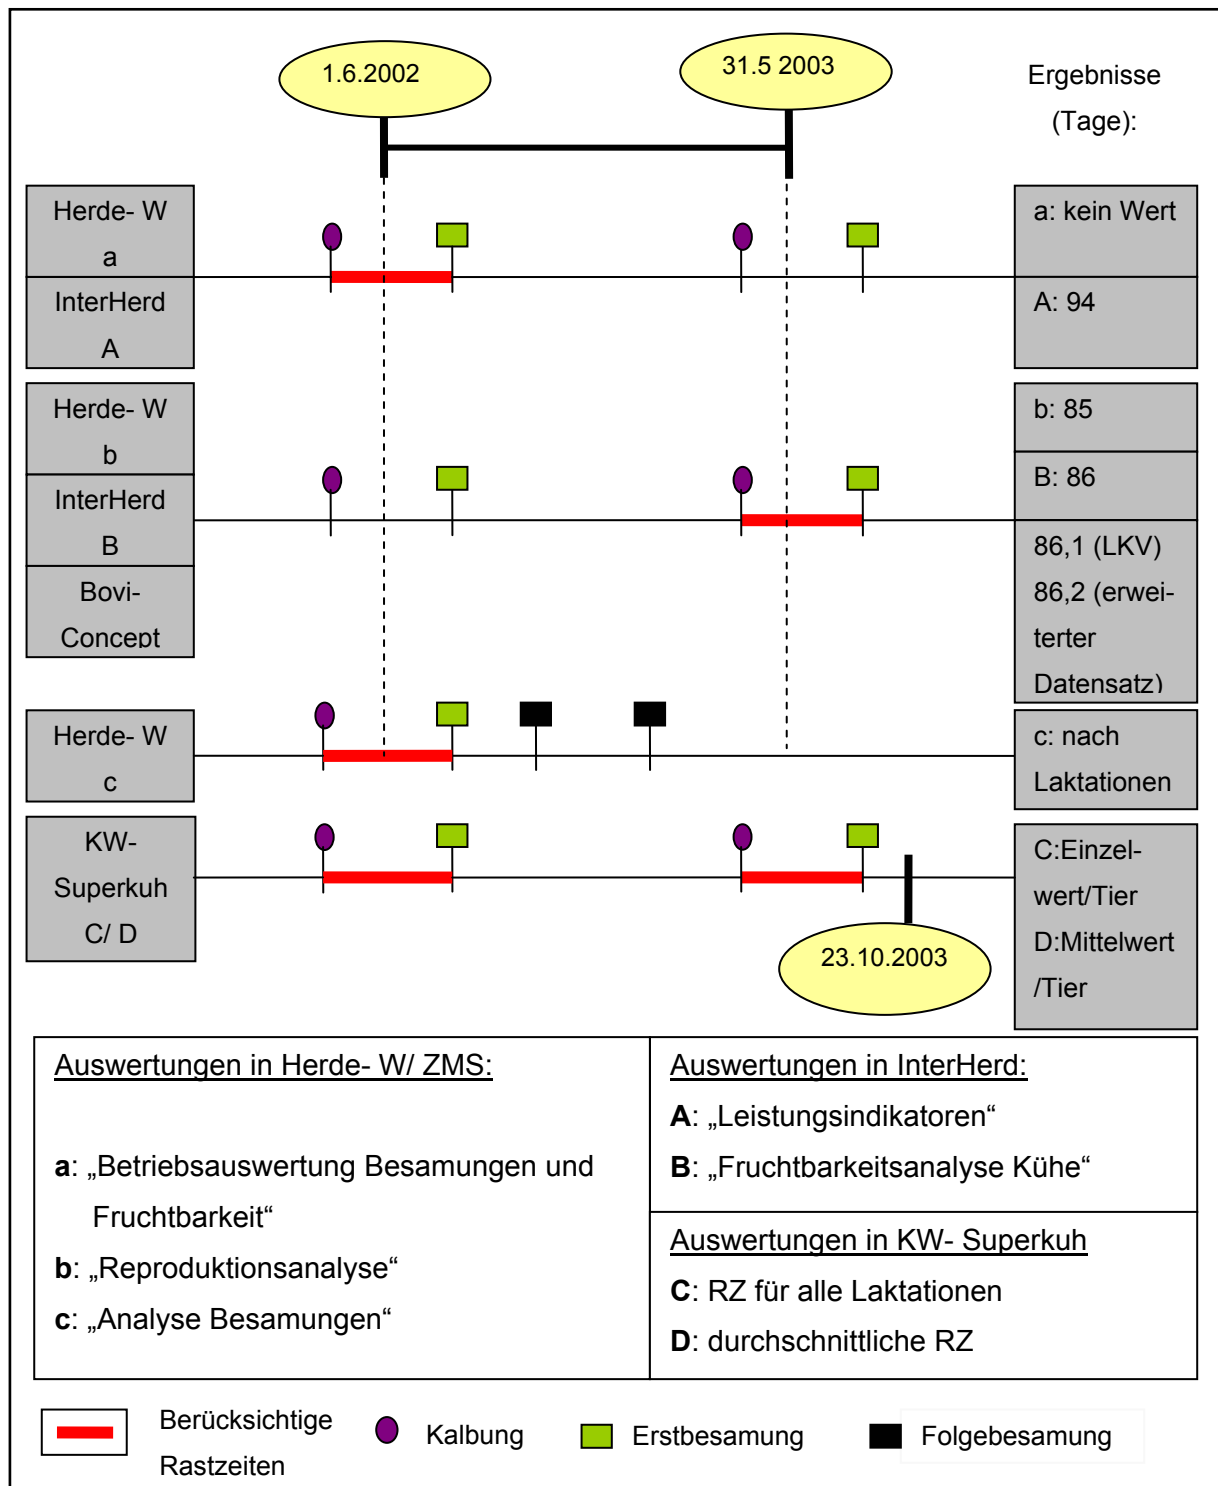 1.6.2002
31.5 2003
Ergebnisse
(Tage):
Herde- W
a
InterHerd
A
a: kein Wert
A: 94
Herde- W
b
InterHerd
B
Bovi-
Concept
b: 85
B: 86
86,1 (LKV)
86,2 (erwei-
terter
Datensatz)
Herde- W
c
c: nach
Laktationen
KW-
Superkuh
C/ D
C:Einzel-
wert/Tier
D:Mittelwert
/Tier
23.10.2003
Auswertungen in Herde- W/ ZMS:
a: „Betriebsauswertung Besamungen und
Fruchtbarkeit“
b: „Reproduktionsanalyse“
c: „Analyse Besamungen“
Auswertungen in InterHerd:
A: „Leistungsindikatoren“
B: „Fruchtbarkeitsanalyse Kühe“
Auswertungen in KW- Superkuh
C: RZ für alle Laktationen
D: durchschnittliche RZ
Berücksichtige
Rastzeiten
Kalbung
Erstbesamung
Folgebesamung